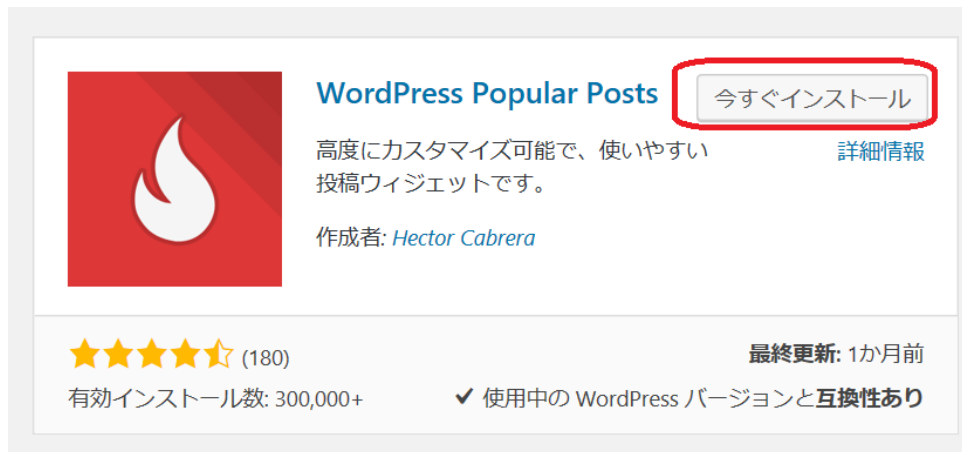 WordPress Popular Posts
今すぐインストール
高度にカスタマイズ可能で、使いやすい
詳細情報
投稿ウィジェットです。
作成者: Hector Cabrera
(180)
最終更新: 1か月前
有効インストール数: 300,000+
✔ 使用中の WordPress バージョンと互換性あり